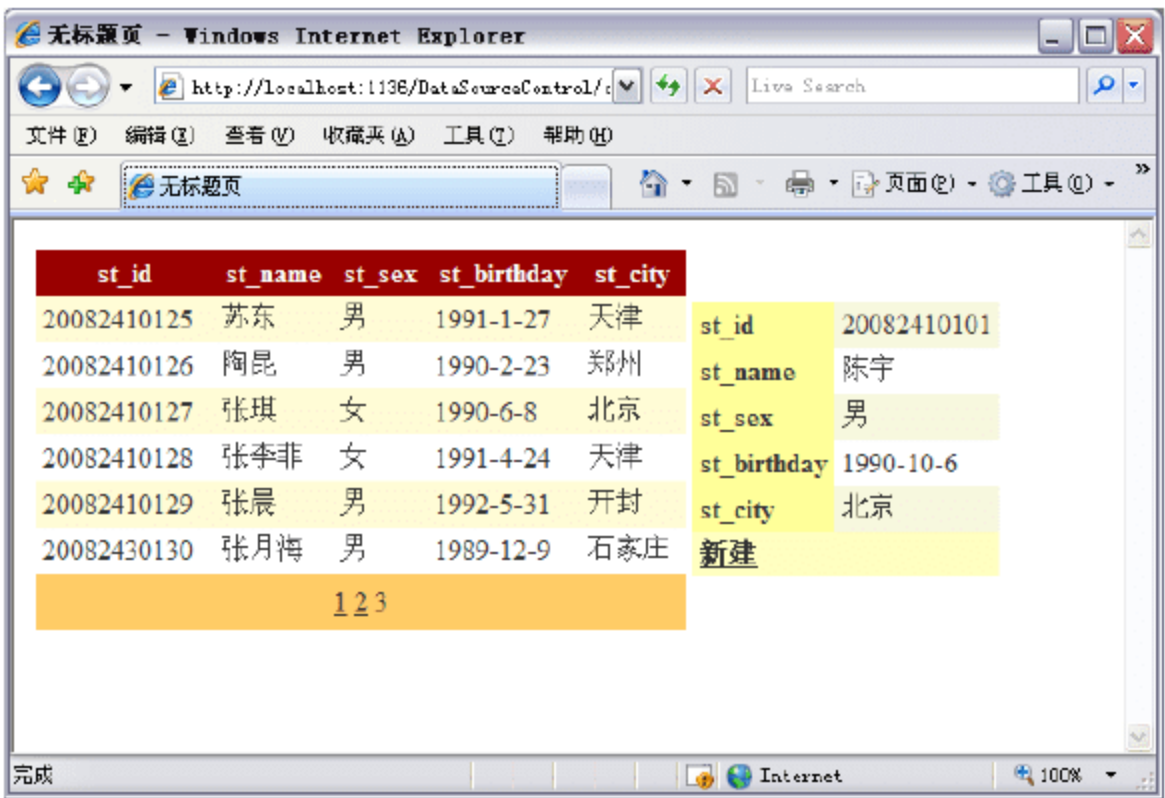 无标题页 - Windows Internet Explorer
http://localhost:1136/DataSourceControl/ Live Search
文件(F) 编辑(E) 查看(V) 收藏夹(A) 工具(T) 帮助(H)
无标题页 页面(P) 工具(O) »
st_id st_name st_sex st_birthday st_city
20082410125 苏东 男 1991-1-27 天津
20082410126 陶昆 男 1990-2-23 郑州
20082410127 张琪 女 1990-6-8 北京
20082410128 张李菲 女 1991-4-24 天津
20082410129 张晨 男 1992-5-31 开封
20082430130 张月海 男 1989-12-9 石家庄
1 2 3
st_id 20082410101
st_name 陈宇
st_sex 男
st_birthday 1990-10-6
st_city 北京
新建
完成 Internet 100%